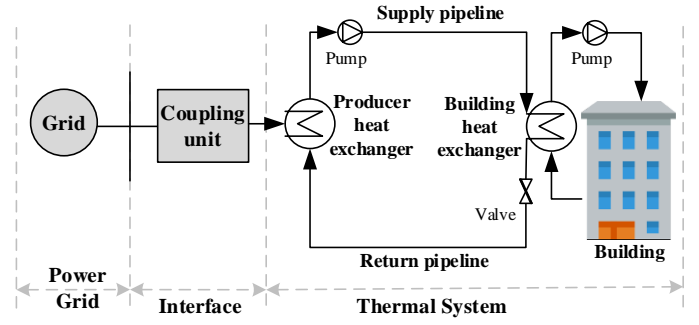 Supply pipeline
Pump
Pump
Grid
Coupling
unit
Producer
heat
exchanger
Building
heat
exchanger
Valve
Return pipeline
Building
Power
Grid
Interface
Thermal System